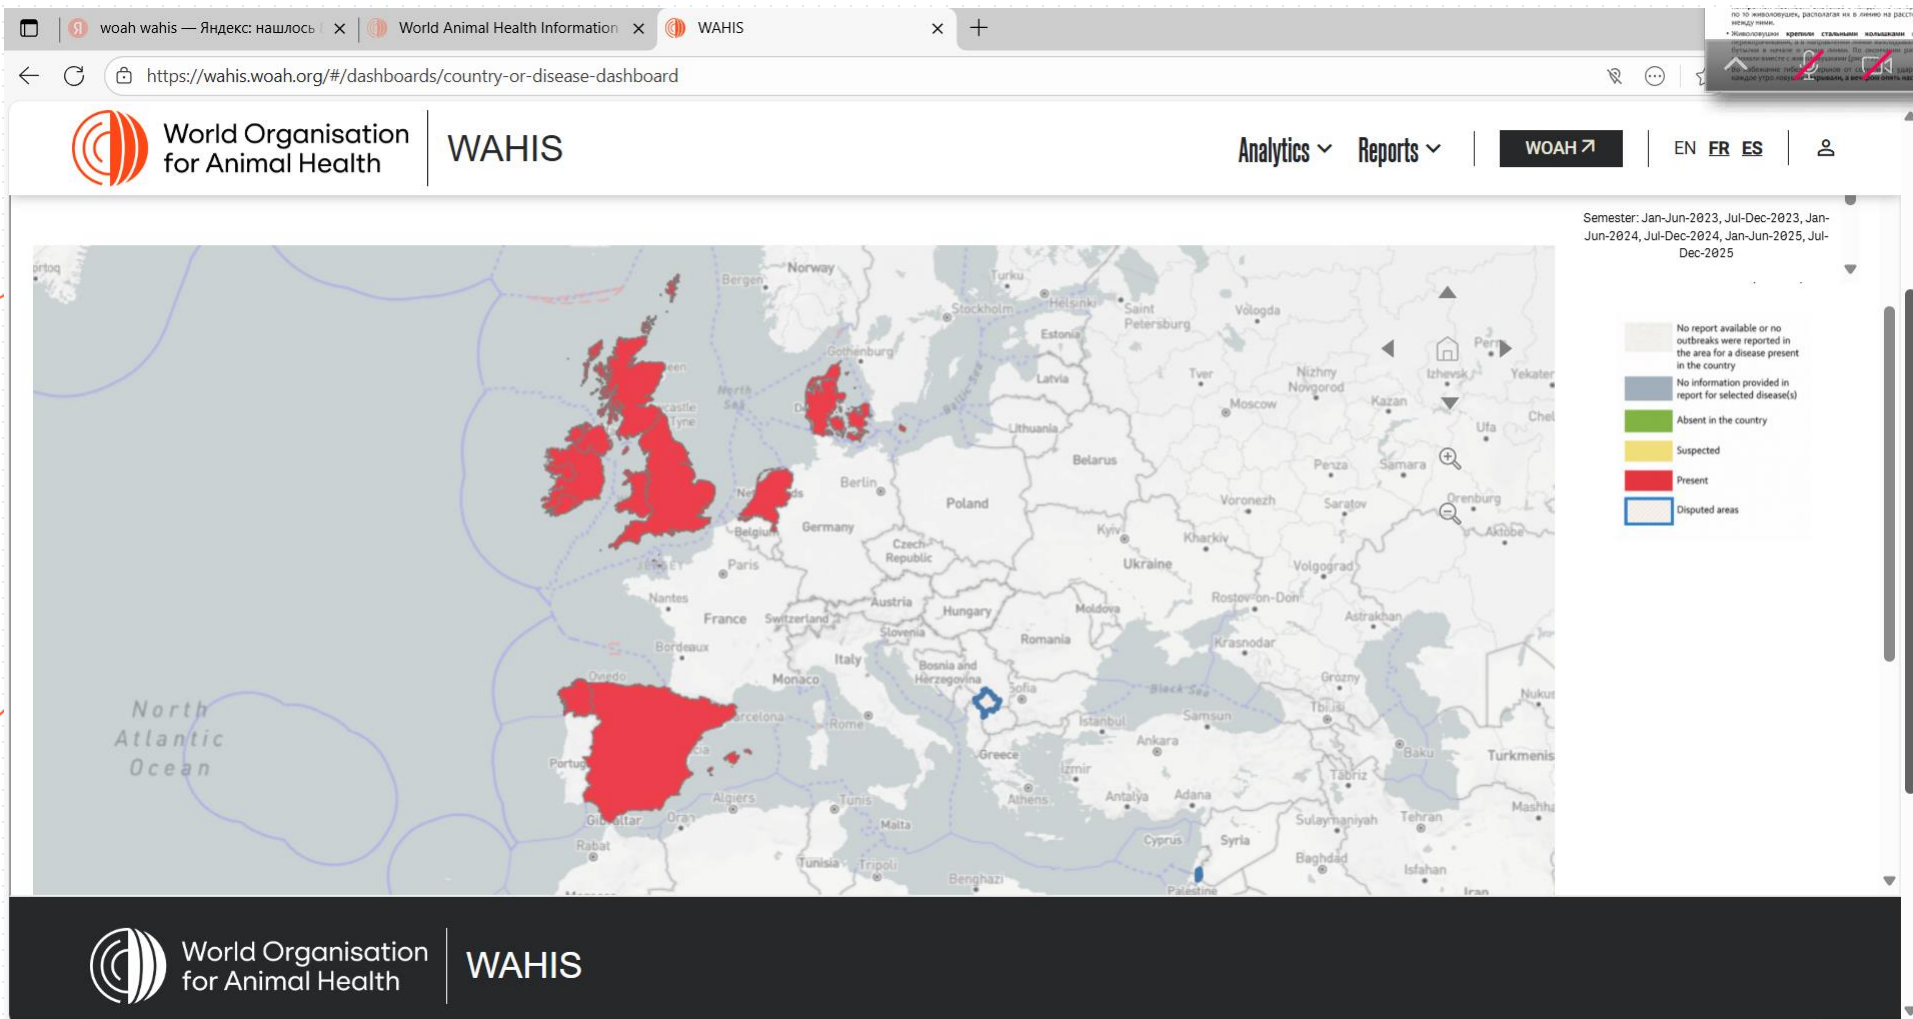 woah wahis — Яндекс: нашлось
World Animal Health Information
WAHIS
https://wahis.woah.org/#/dashboards/country-or-disease-dashboard
World Organisation
for Animal Health
WAHIS
Analytics
Reports
WOAH
EN FR ES
Semester: Jan-Jun-2023, Jul-Dec-2023, Jan-
Jun-2024, Jul-Dec-2024, Jan-Jun-2025, Jul-
Dec-2025
Bergen
Norway
Turku
Helsinki
Stockholm
Saint
Petersburg
Vologda
Estonia
Gothenburg
Latvia
Tver
Nizhny
Novgorod
Izhevsk
Moscow
Kazan
Ufa
North
Sea
Baltic Sea
Lithuania
Belarus
Penza
Samara
Berlin
Poland
Voronezh
Saratov
Orenburg
Germany
Belgium
Kyiv
Kharkiv
Aktobe
Czech
Republic
JERSEY
Paris
Ukraine
Volgograd
Nantes
France
Switzerland
Austria
Hungary
Moldova
Rostov-on-Don
Astrakhan
Slovenia
Romania
Krasnodar
Bordeaux
Italy
Bosnia and
Herzegovina
Monaco
Oviedo
Sofia
Black Sea
Grozny
Nukus
North
Atlantic
Ocean
Rome
Istanbul
Samsun
Tbilisi
Ankara
Baku
Greece
Izmir
Tabriz
Algiers
Tunis
Athens
Antalya
Adana
Gibraltar
Oran
Malta
Sulaymaniyah
Tehran
Rabat
Cyprus
Syria
Tunisia
Tripoli
Baghdad
Isfahan
Benghazi
Palestine
Iran
No report available or no
outbreaks were reported in
the area for a disease present
in the country
No information provided in
report for selected disease(s)
Absent in the country
Suspected
Present
Disputed areas
World Organisation
for Animal Health
WAHIS